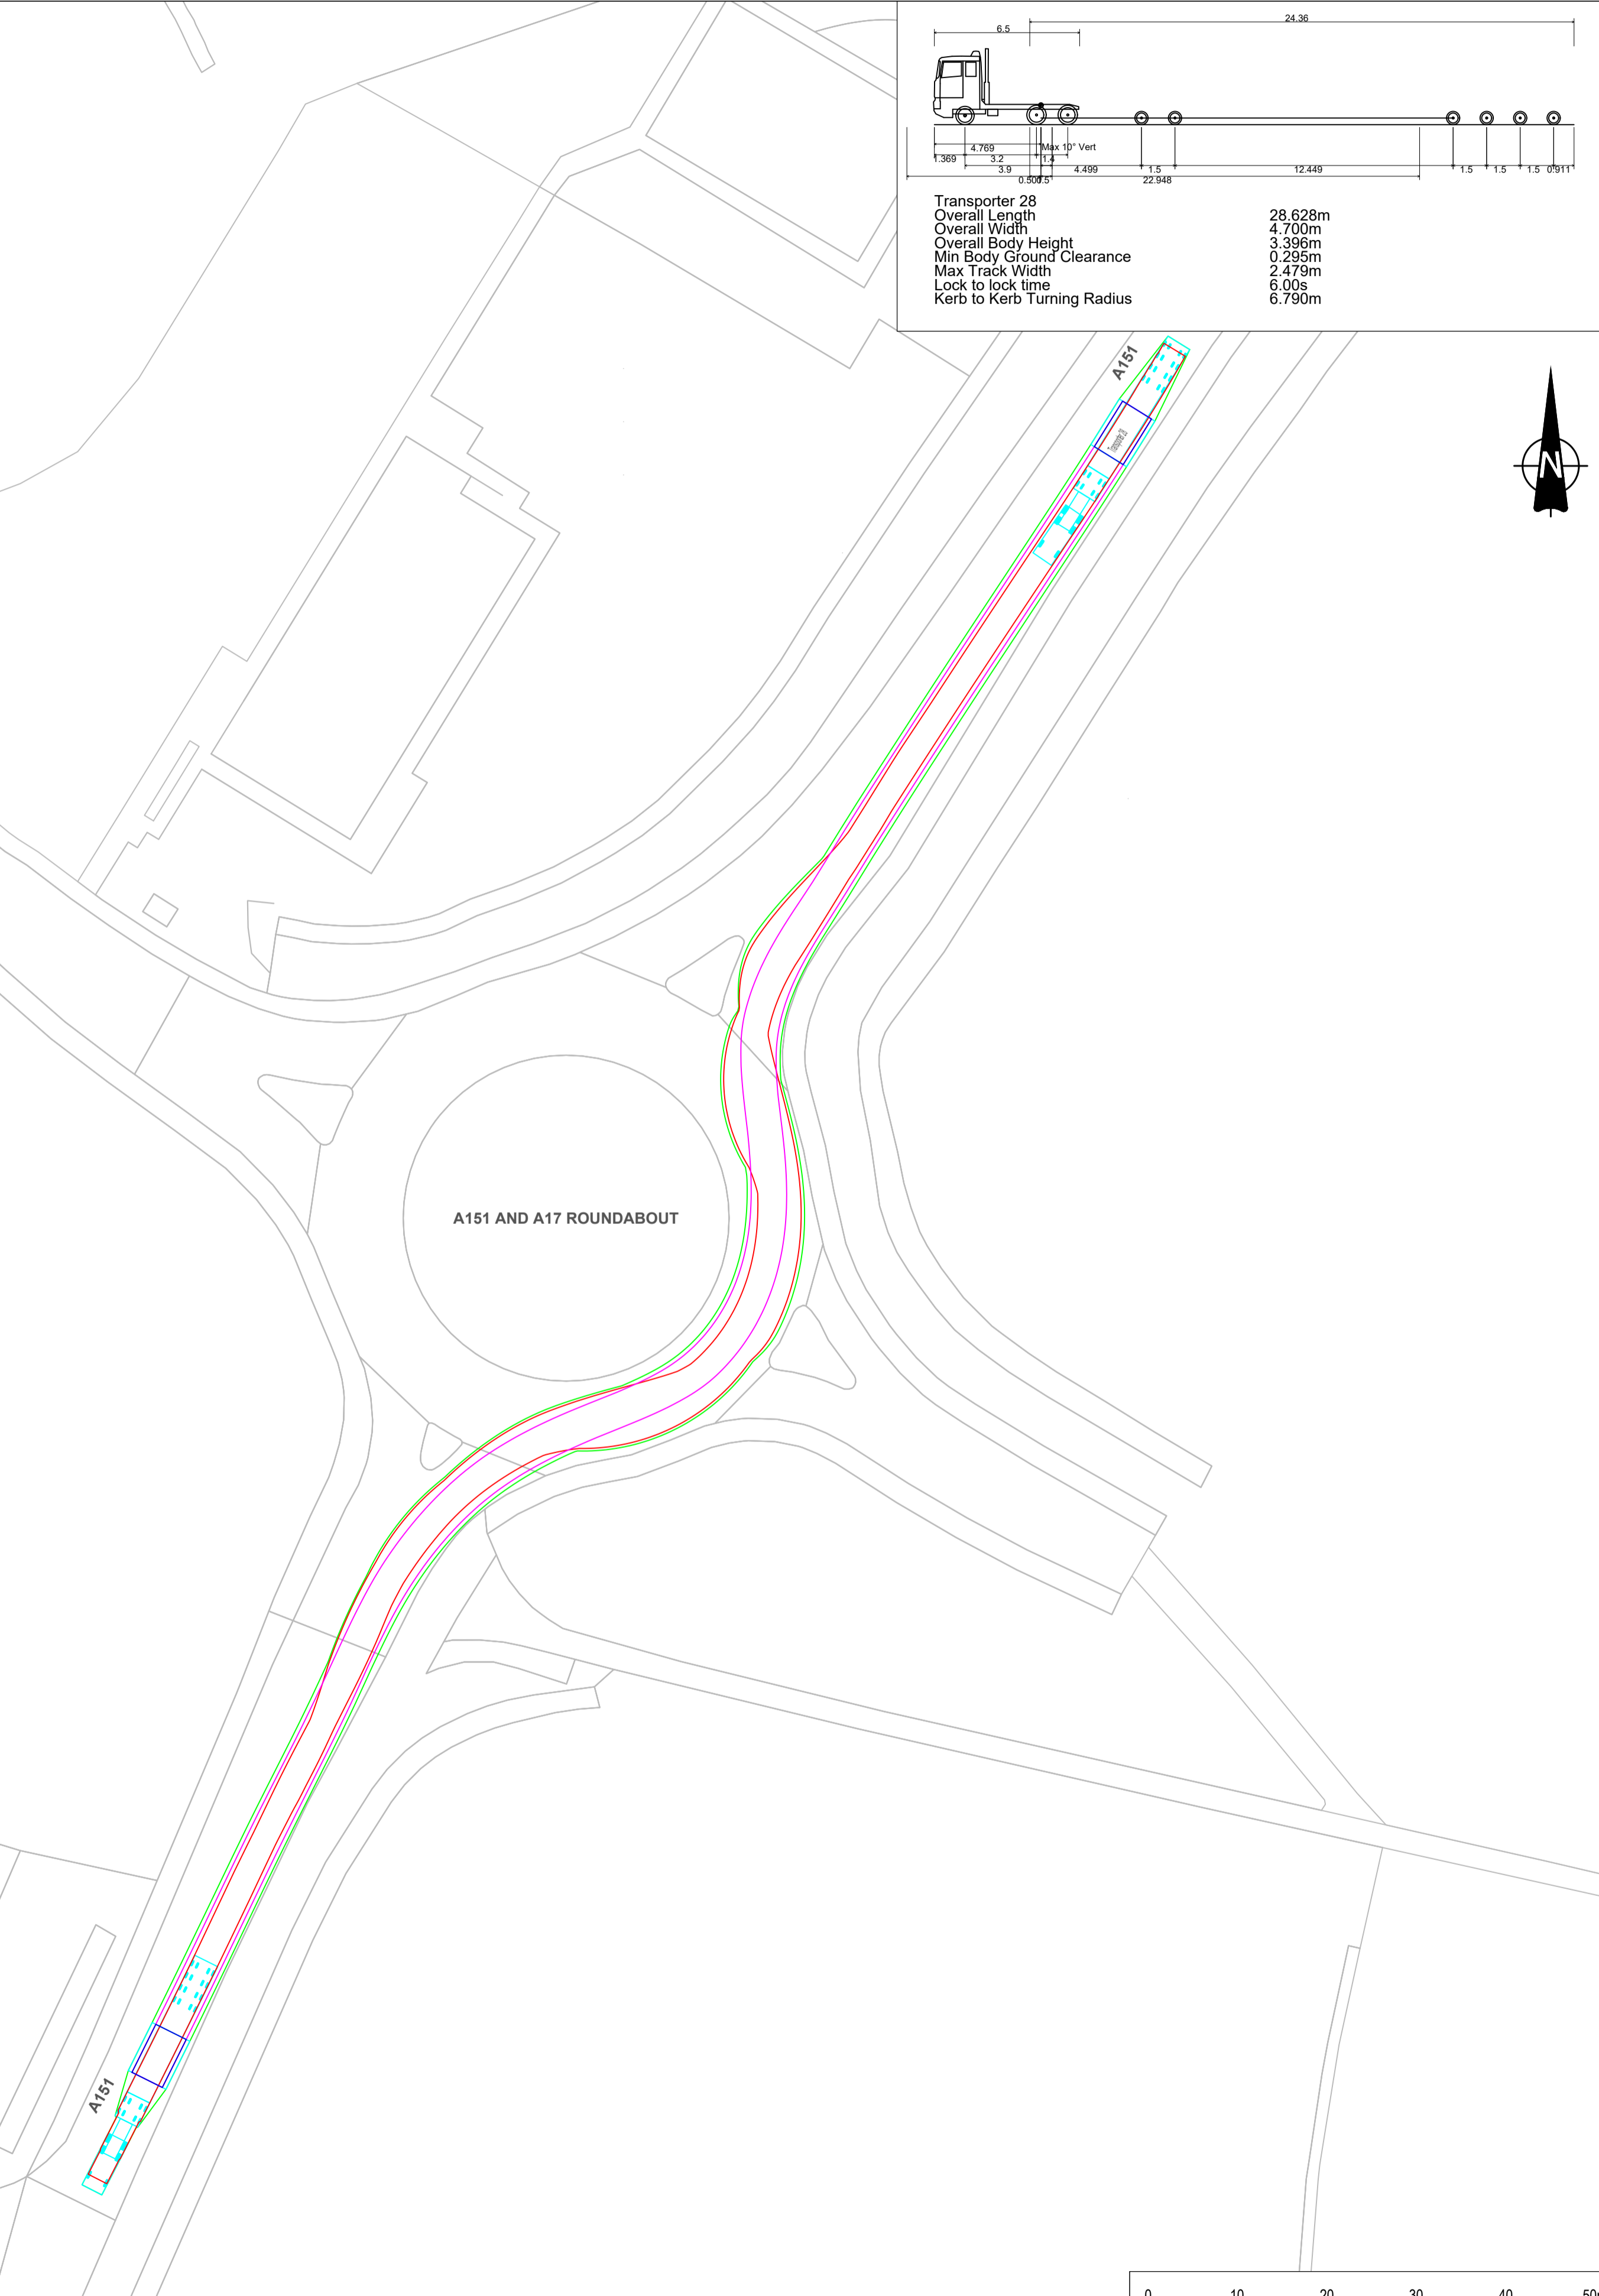 24.36
6.5
4.769
Max 10° Vert
1.369
3.2
1.4
3.9
4.499
1.5
12.449
1.5
1.5
1.5
0.911
22.948
Transporter 28
Overall Length 28.628m
Overall Width 4.700m
Overall Body Height 3.396m
Min Body Ground Clearance 0.295m
Max Track Width 2.479m
Lock to lock time 6.00s
Kerb to Kerb Turning Radius 6.790m
A151
Transporter 28
N
A151 AND A17 ROUNDABOUT
A151
0 10 20 30 40